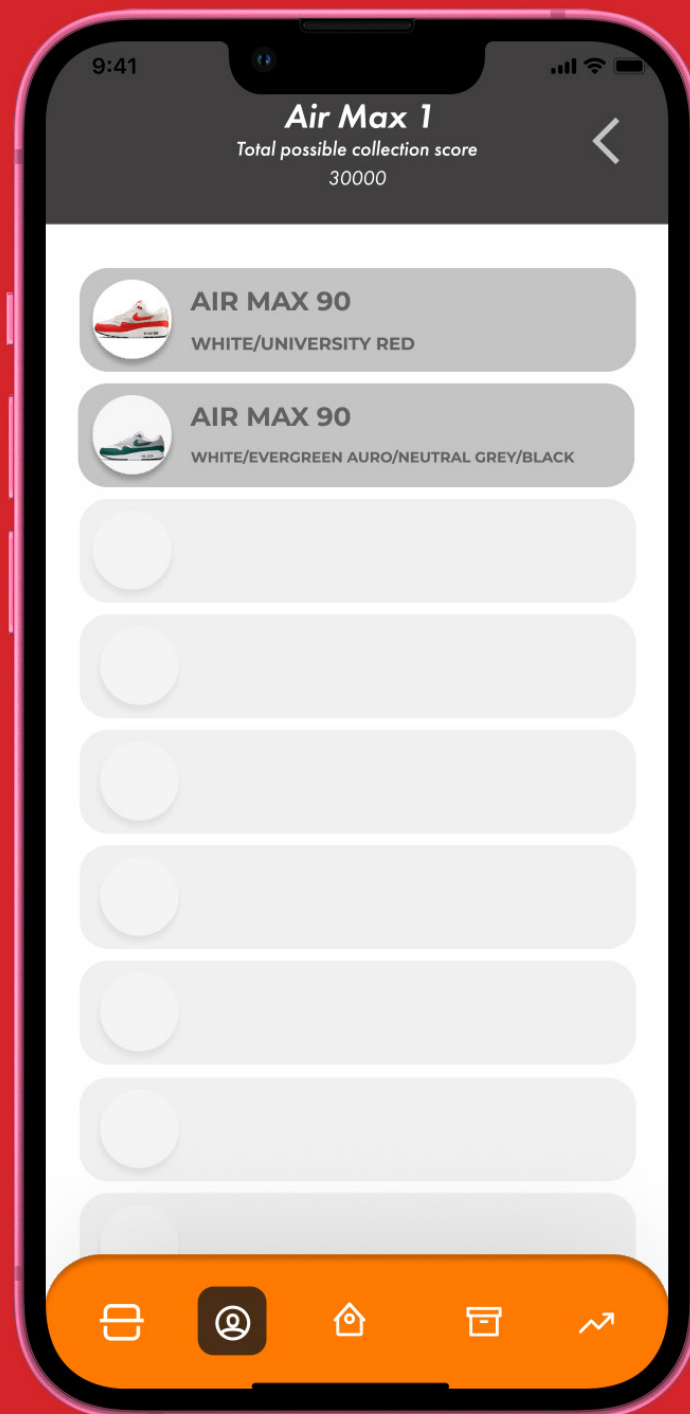 9:41
Air Max 1
Total possible collection score
30000
AIR MAX 90
WHITE/UNIVERSITY RED
AIR MAX 90
WHITE/EVERGREEN AURO/NEUTRAL GREY/BLACK